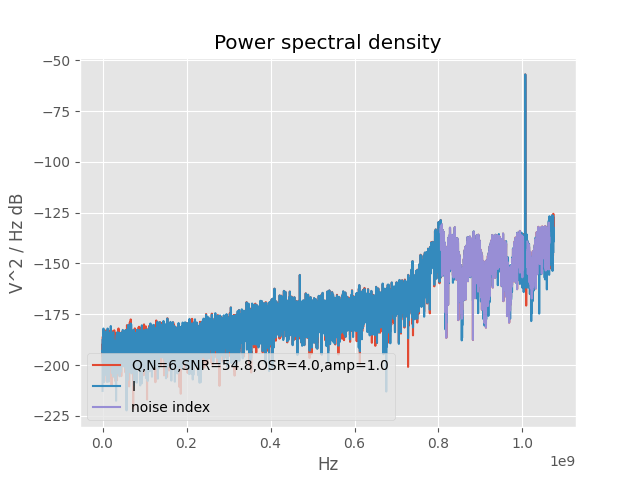 Power spectral density
V^2 / Hz dB
−50
−75
−100
−125
−150
−175
−200
−225
Q,N=6,SNR=54.8,OSR=4.0,amp=1.0
I
noise index
0.0 0.2 0.4 0.6 0.8 1.0
1e9
Hz